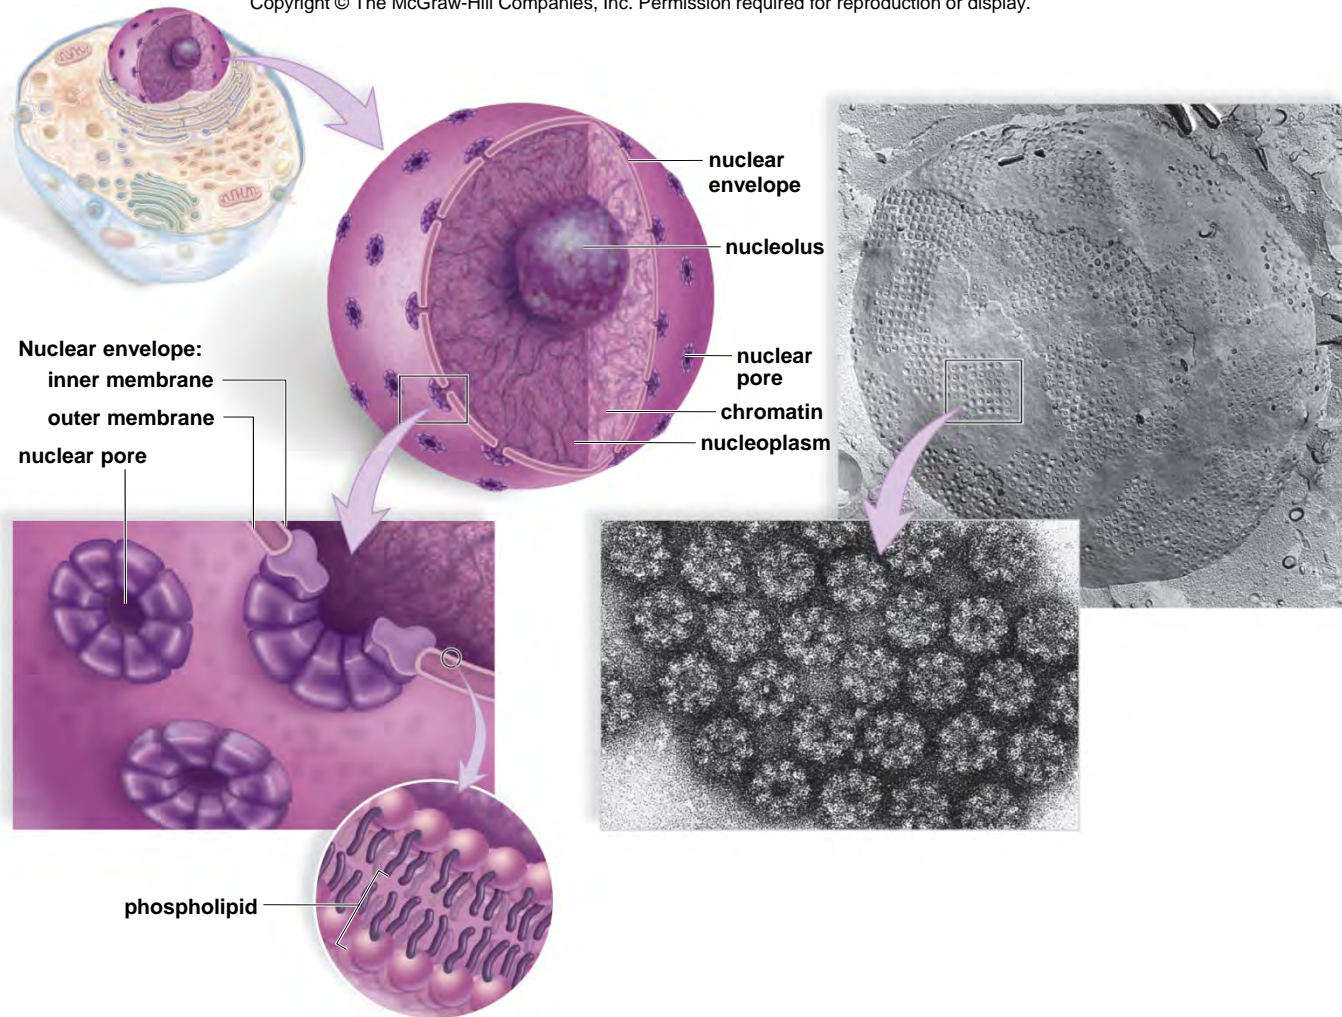 Copyright © The McGraw-Hill Companies, Inc. Permission required for reproduction or display.
nuclear
envelope
nucleolus
nuclear
pore
chromatin
nucleoplasm
Nuclear envelope:
inner membrane
outer membrane
nuclear pore
phospholipid